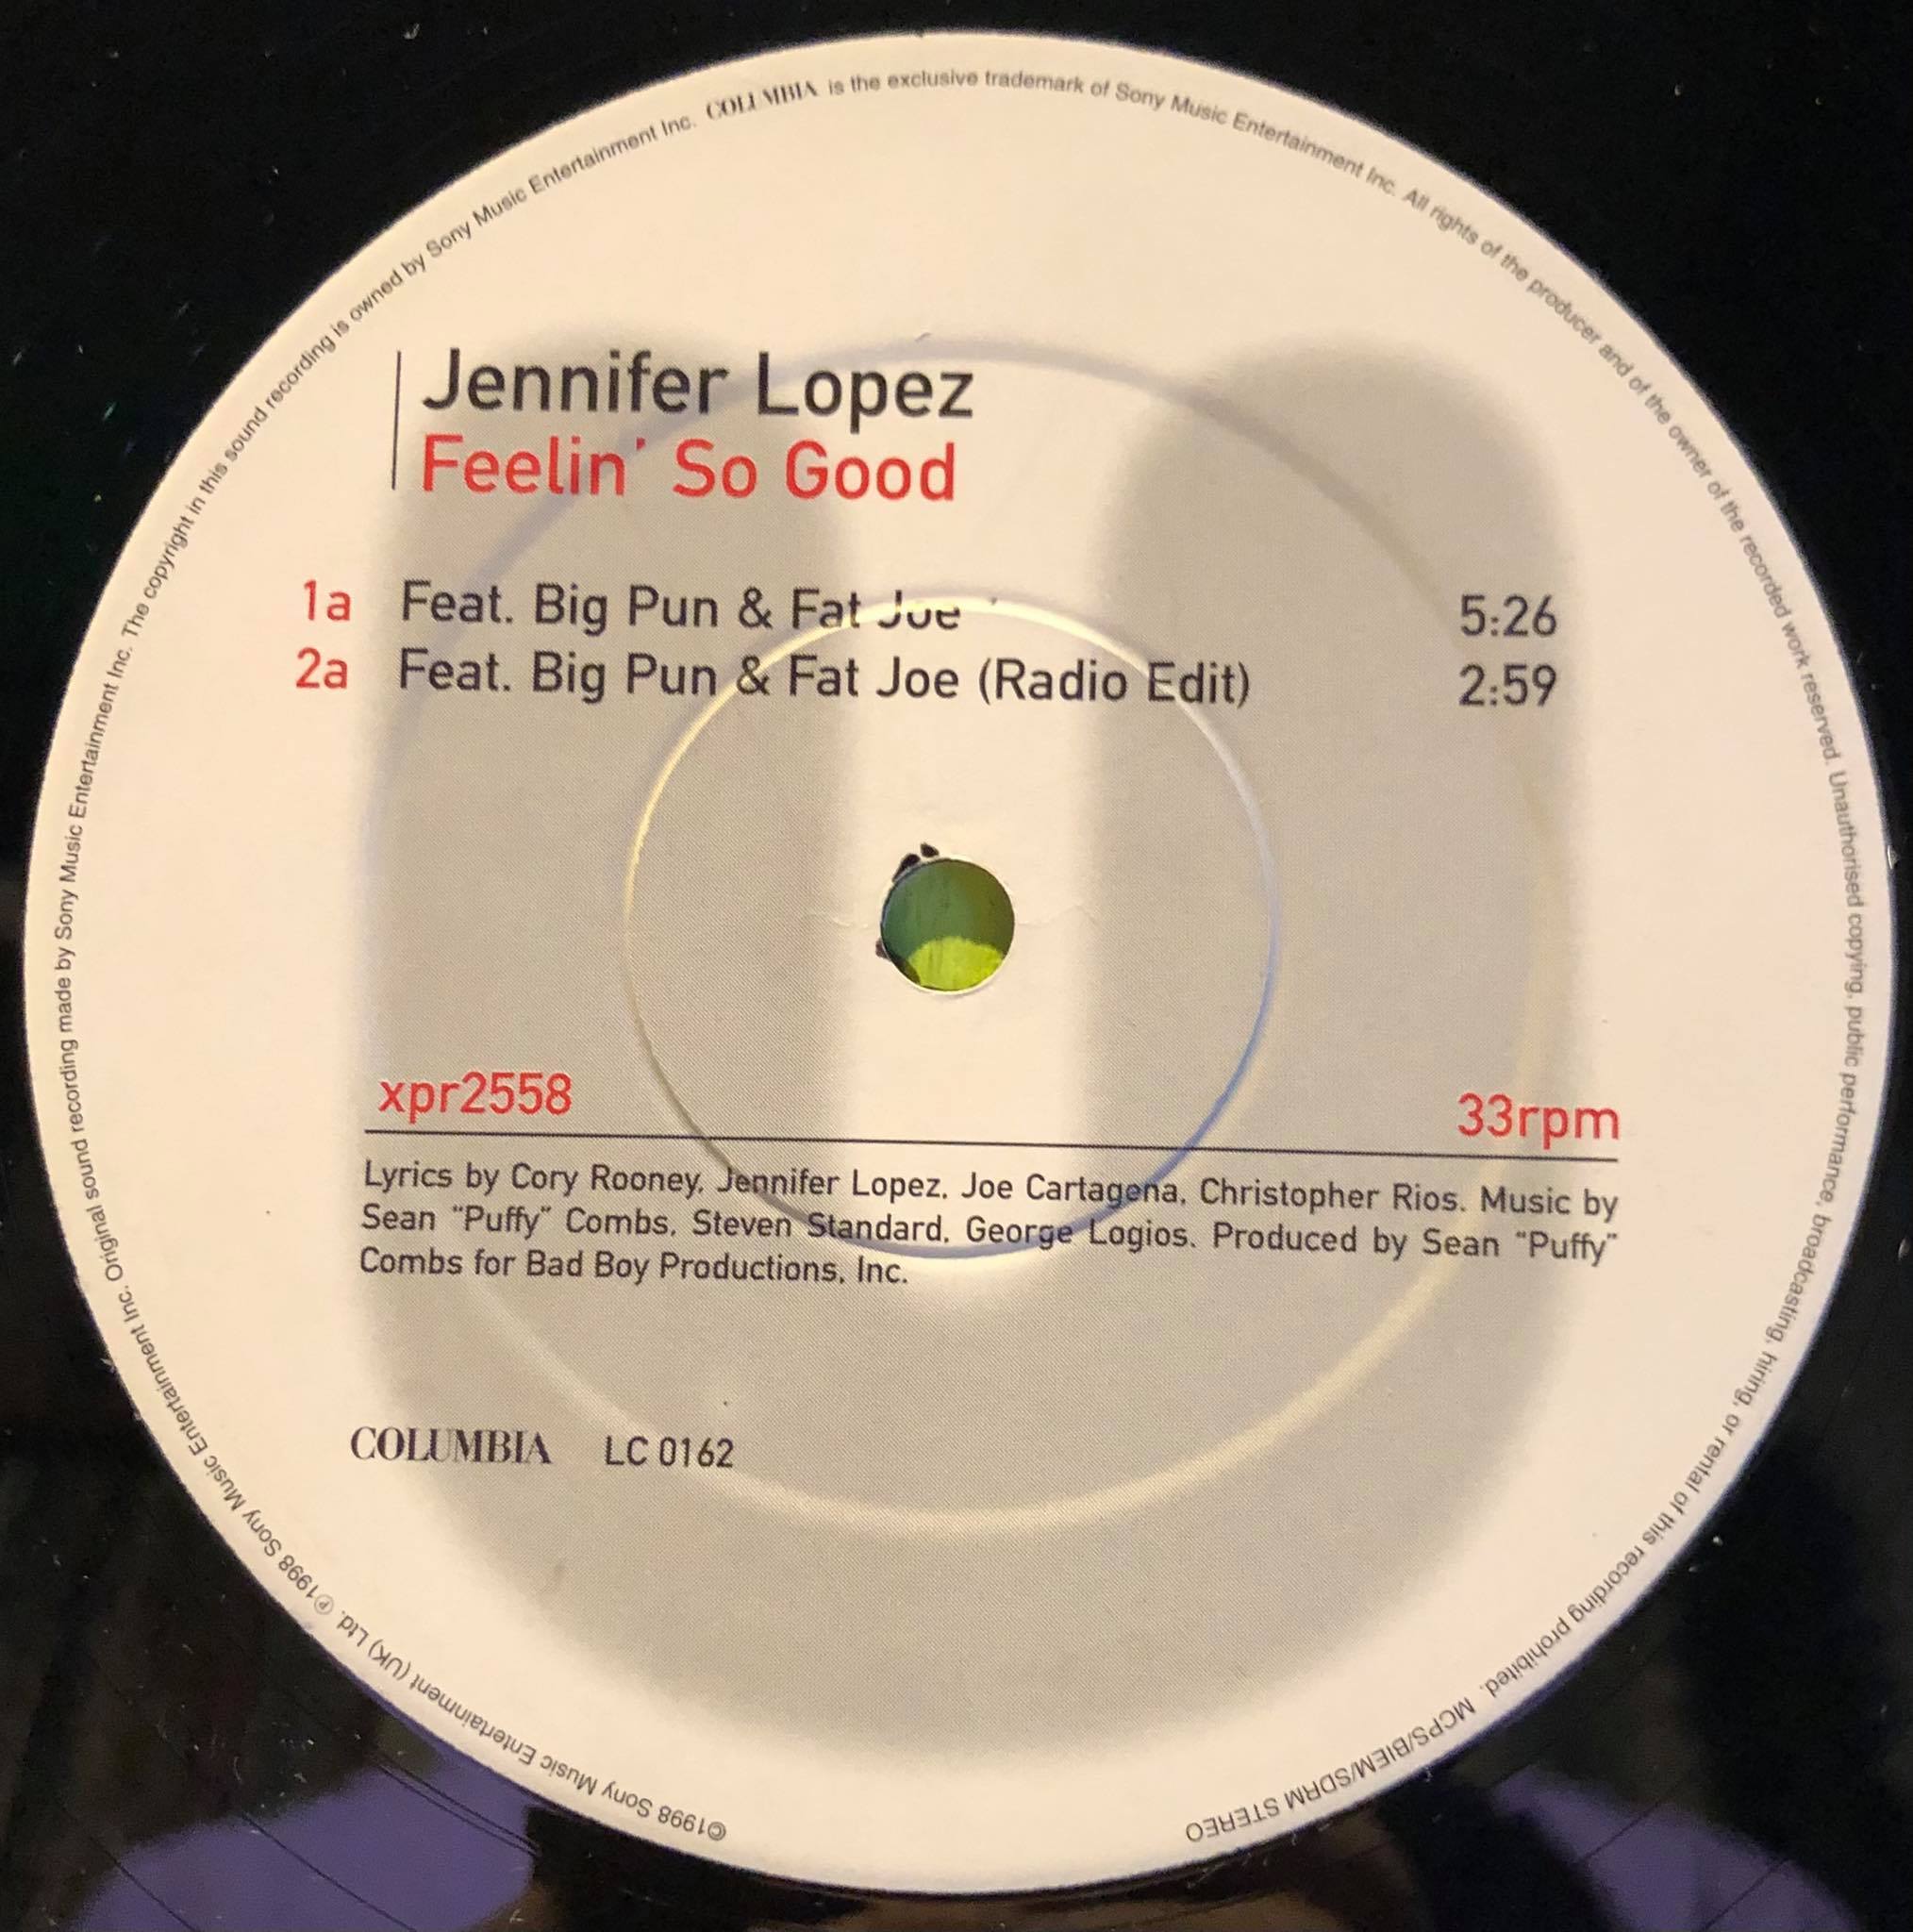 Jennifer Lopez
Feelin' So Good
1a Feat. Big Pun & Fat Joe 5:26
2a Feat. Big Pun & Fat Joe (Radio Edit) 2:59
xpr2558 33rpm
Lyrics by Cory Rooney, Jennifer Lopez, Joe Cartagena, Christopher Rios. Music by
Sean "Puffy" Combs, Steven Standard, George Logios. Produced by Sean "Puffy"
Combs for Bad Boy Productions, Inc.
COLUMBIA LC 0162
©1998 Sony Music Entertainment (UK) Ltd. ℗1998 Sony Music Entertainment Inc. Original sound recording made by Sony Music Entertainment Inc. The copyright in this sound recording is owned by Sony Music Entertainment Inc. COLUMBIA is the exclusive trademark of Sony Music Entertainment Inc. All rights of the producer and of the owner of the recorded work reserved. Unauthorised copying, public performance, broadcasting, hiring, or rental of this recording prohibited. MCPS/BIEM/SDRM STEREO